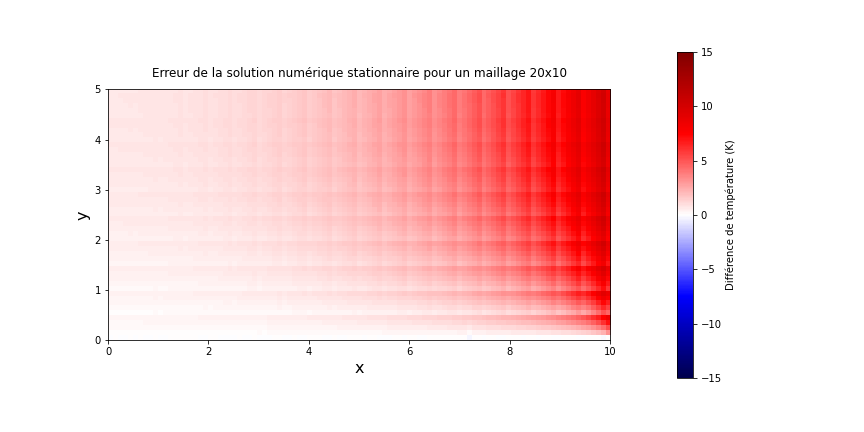 Erreur de la solution numérique stationnaire pour un maillage 20x10
5
4
3
2
1
0
y
0 2 4 6 8 10
x
15
10
5
0
−5
−10
−15
Différence de température (K)